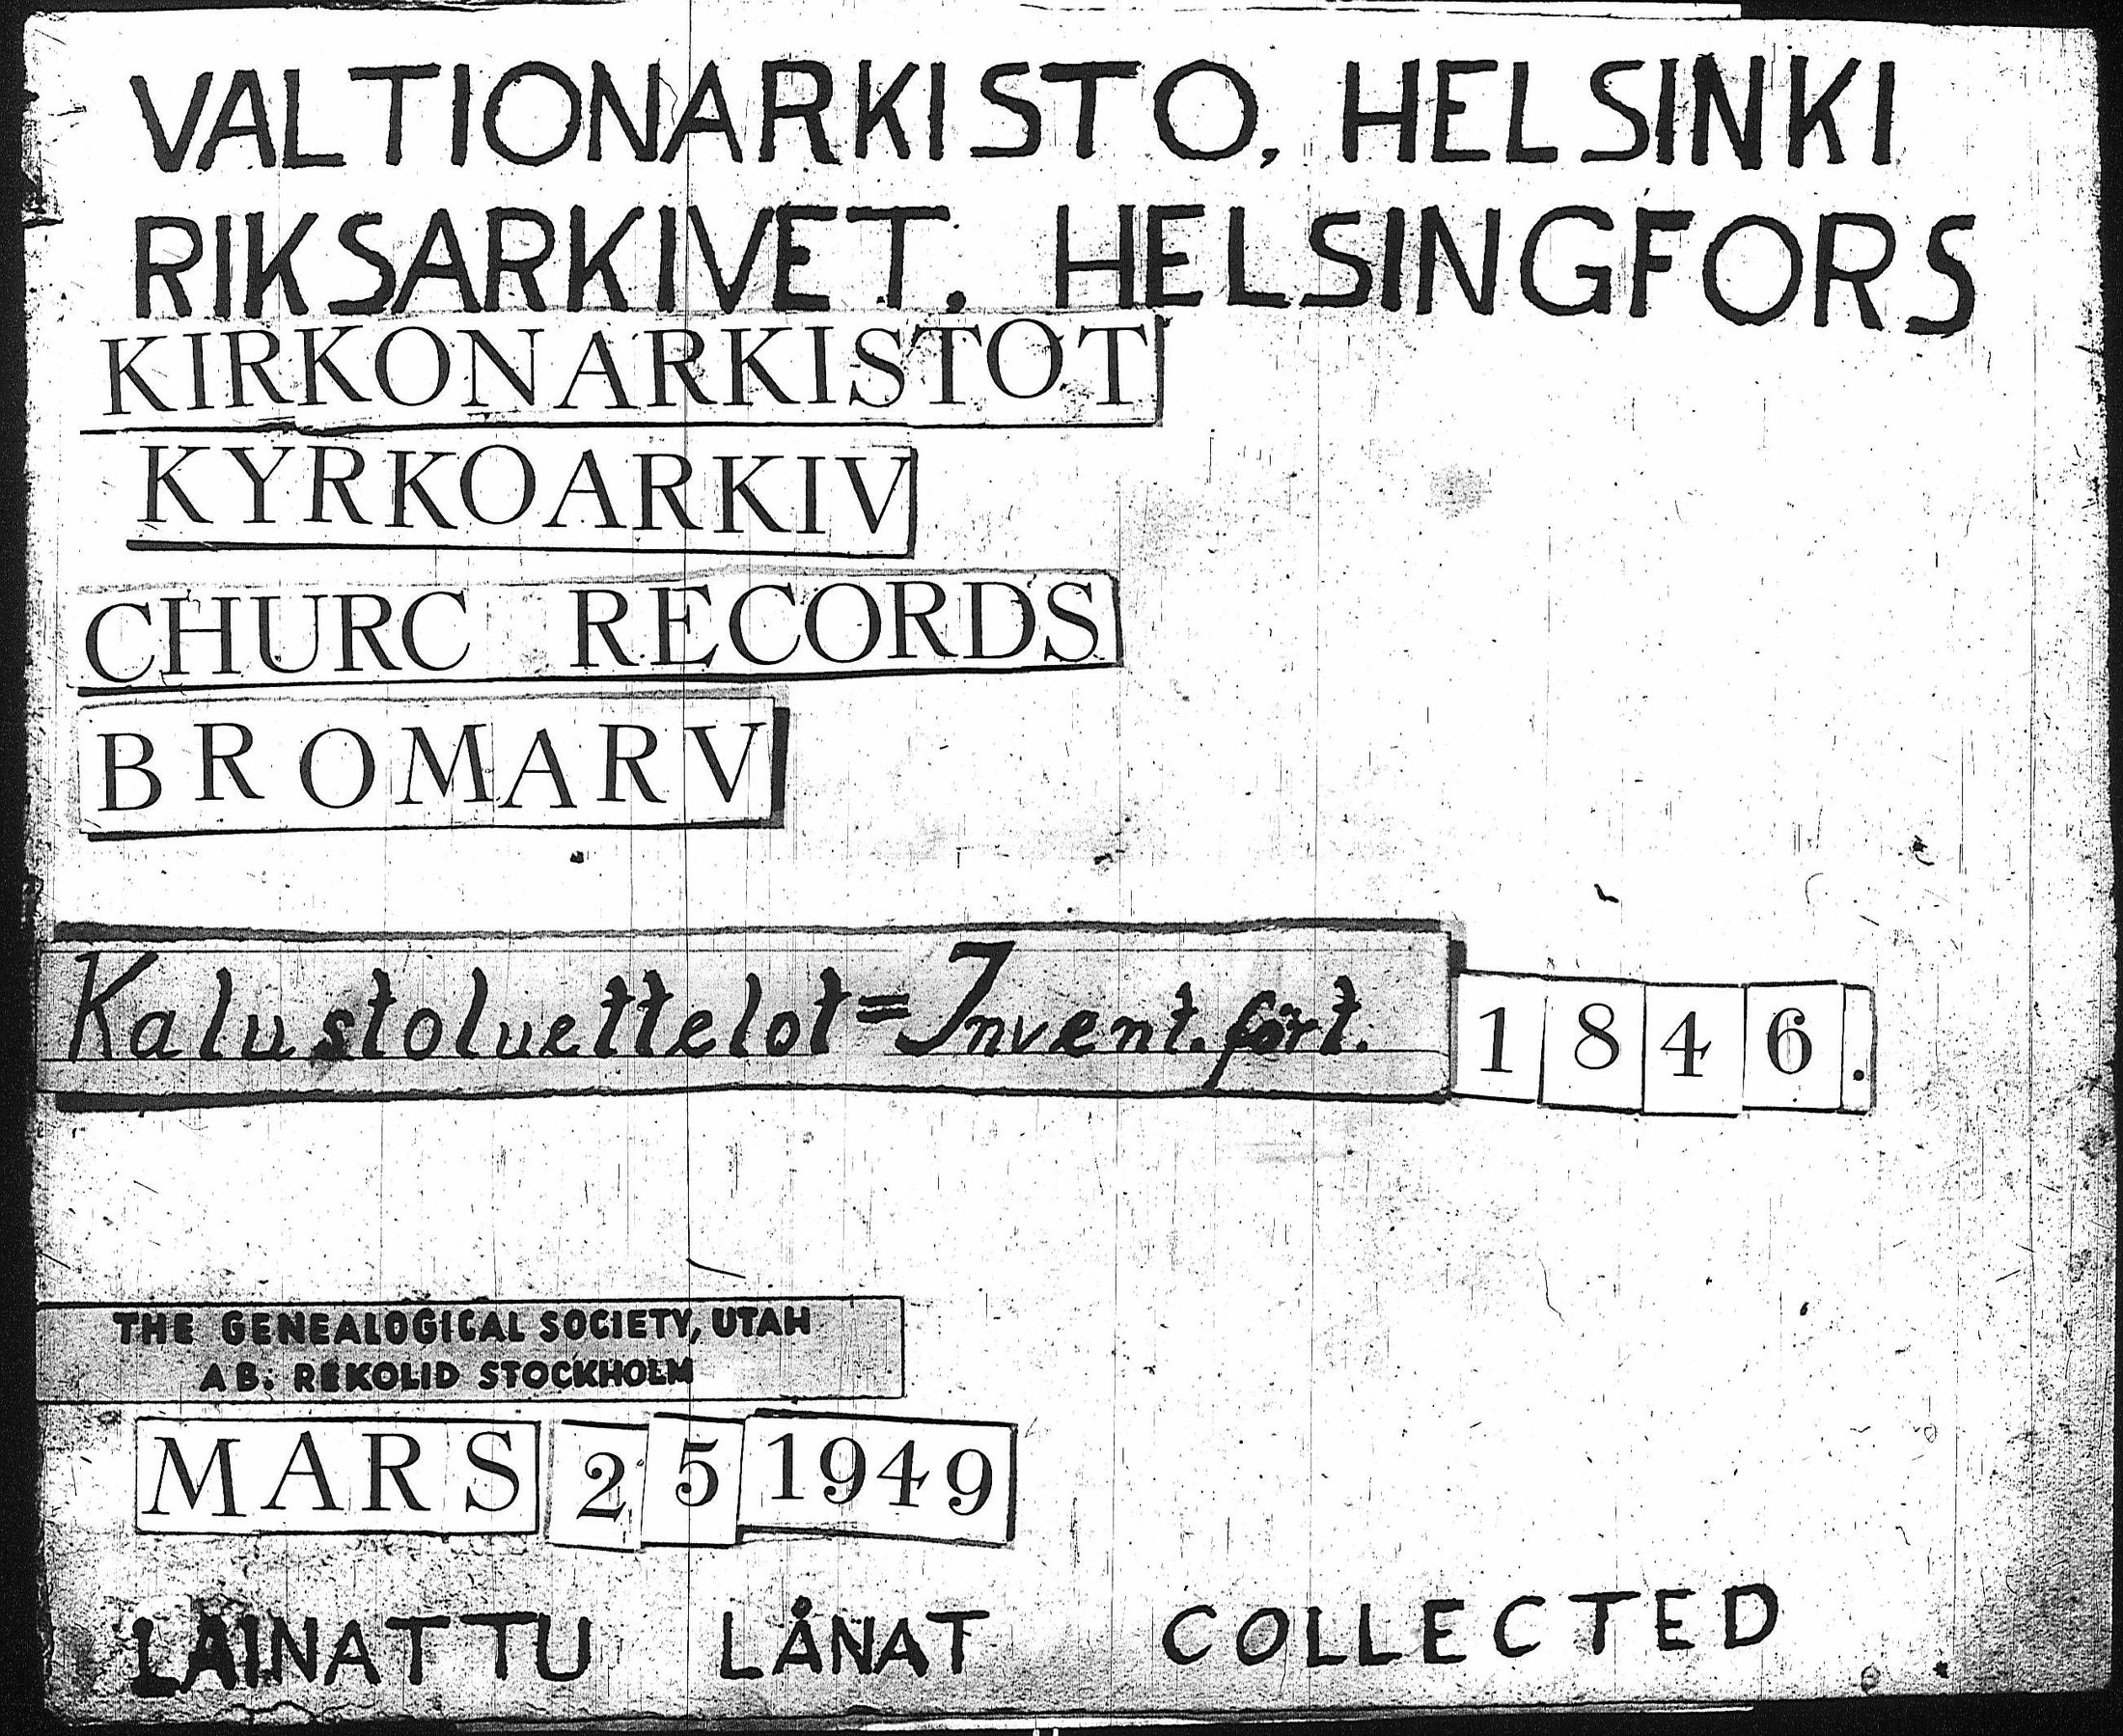 VALTIONARKISTO, HELSINKI
RIKSARKIVET. HELSINGFORS
KIRKONARKISTOT
KYRKOARKIV
CHURC RECORDS
BROMARV
Kalustoluettelot=Invent.fört. 1846.
THE GENEALOGICAL SOCIETY, UTAH
AB: REKOLID STOCKHOLM
MARS 25 1949
LAINATTU LÅNAT COLLECTED